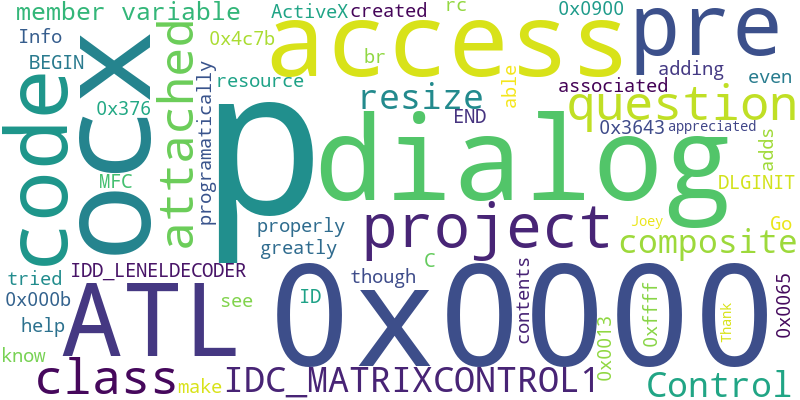 member variable
ActiveX
created
rc
0x0900
pre
Info
0x4c7b
access
BEGIN
br
adding
even
code
ocx
attached
programatically
resource
able
associated
0x376
resize
question
END
0x3643
appreciated
p
dialog
adds
MFC
DLGINIT
properly
project
Joey
Go
greatly
composite
C
tried
IDD_LENELDECODER
though
contents
0x000b
ATL
see
ID
0x0000
0x0013
0xffff
Thank
0x0065
help
know
class
make
IDC_MATRIXCONTROL1
Control